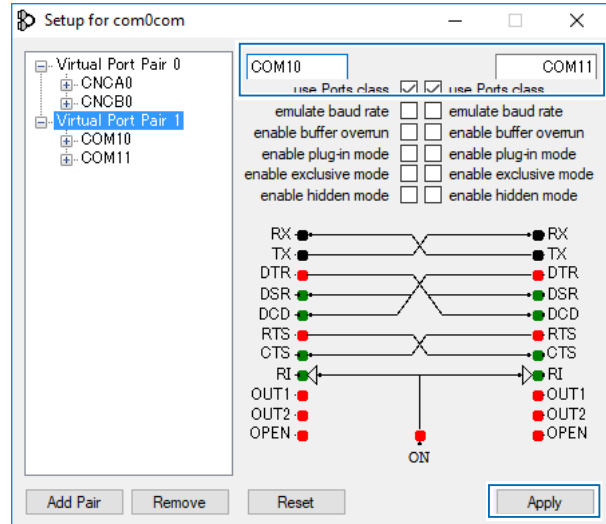 Setup for com0com
Virtual Port Pair 0
CNCA0
CNCB0
Virtual Port Pair 1
COM10
COM11
COM10 COM11
use Ports class use Ports class
emulate baud rate emulate baud rate
enable buffer overrun enable buffer overrun
enable plug-in mode enable plug-in mode
enable exclusive mode enable exclusive mode
enable hidden mode enable hidden mode
RX RX
TX TX
DTR DTR
DSR DSR
DCD DCD
RTS RTS
CTS CTS
RI RI
OUT1 OUT1
OUT2 OUT2
OPEN OPEN
ON
Add Pair Remove Reset Apply